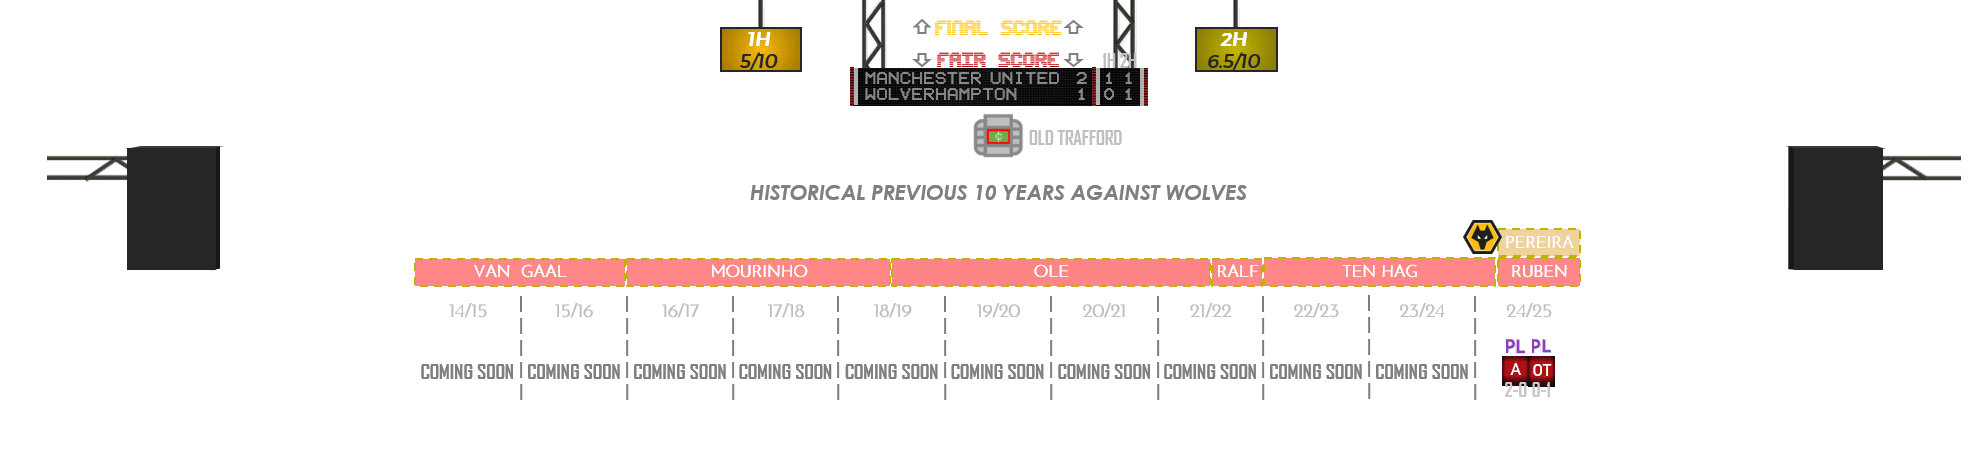 FINAL SCORE
1H
5/10
2H
6.5/10
FAIR SCORE
1H 2H
MANCHESTER UNITED 2 1 1
WOLVERHAMPTON 1 0 1
OLD TRAFFORD
HISTORICAL PREVIOUS 10 YEARS AGAINST WOLVES
PEREIRA
VAN GAAL MOURINHO OLE RALF TEN HAG RUBEN
14/15 15/16 16/17 17/18 18/19 19/20 20/21 21/22 22/23 23/24 24/25
PL PL
COMING SOON COMING SOON COMING SOON COMING SOON COMING SOON COMING SOON COMING SOON COMING SOON COMING SOON COMING SOON A OT
2-0 0-1